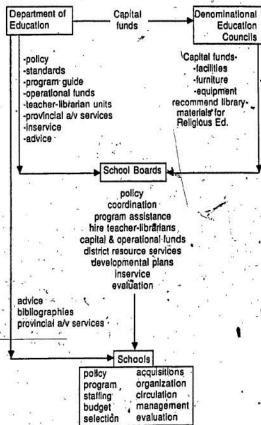 Department of
Education
Capital
funds
Denominational
Education
Councils
-policy
-standards
-program guide
-operational funds
-teacher-librarian units
-provincial a/v services
-inservice
-advice
Capital funds-
-facilities
-furniture
-equipment
recommend library-
materials for
Religious Ed.
School Boards
policy
coordination
program assistance
hire teacher-librarians
capital & operational funds
district resource services
developmental plans
inservice
evaluation
advice
bibliographies
provincial a/v services
Schools
policy acquisitions
program organization
staffing circulation
budget management
selection evaluation